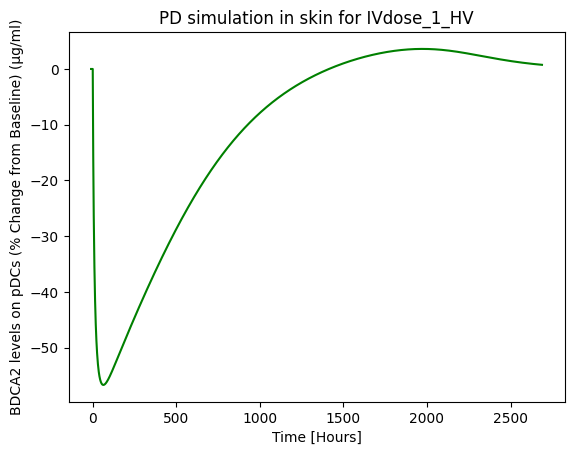 PD simulation in skin for IVdose_1_HV
BDCA2 levels on pDCs (% Change from Baseline) (μg/ml)
0
−10
−20
−30
−40
−50
0 500 1000 1500 2000 2500
Time [Hours]